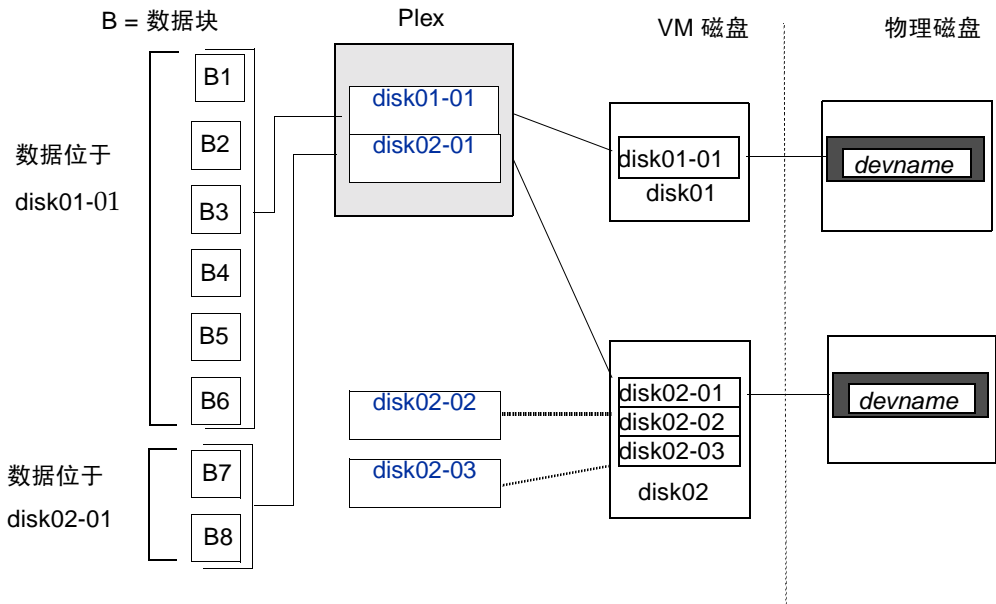 B = 数据块
Plex
VM 磁盘
物理磁盘
数据位于
disk01-01
B1
B2
B3
B4
B5
B6
数据位于
disk02-01
B7
B8
disk01-01
disk02-01
disk02-02
disk02-03
disk01-01
disk01
disk02-01
disk02-02
disk02-03
disk02
devname
devname